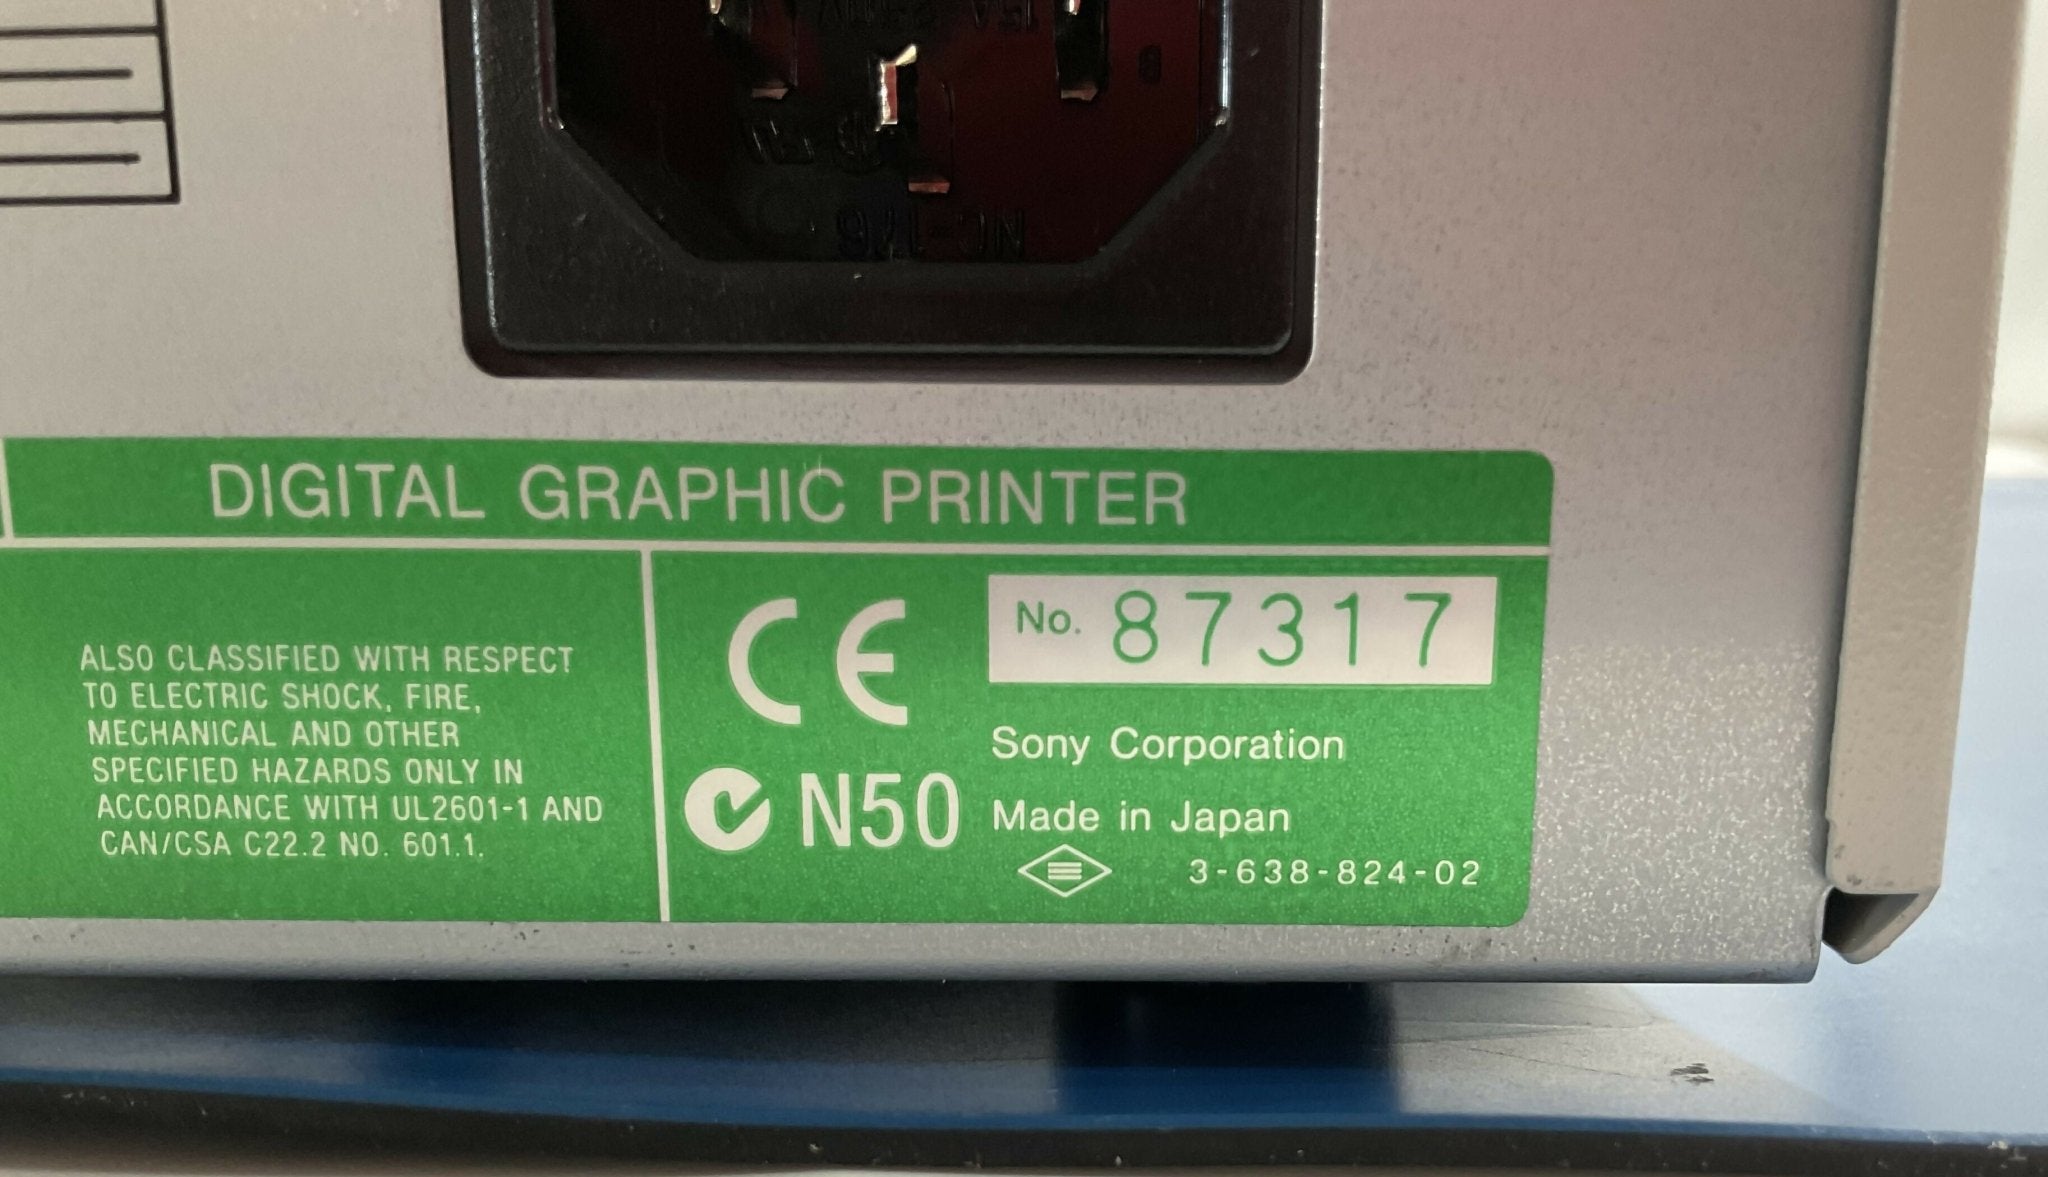 NC-176
DIGITAL GRAPHIC PRINTER
ALSO CLASSIFIED WITH RESPECT
TO ELECTRIC SHOCK, FIRE,
MECHANICAL AND OTHER
SPECIFIED HAZARDS ONLY IN
ACCORDANCE WITH UL2601-1 AND
CAN/CSA C22.2 NO. 601.1.
CE
N50
No. 87317
Sony Corporation
Made in Japan
3-638-824-02